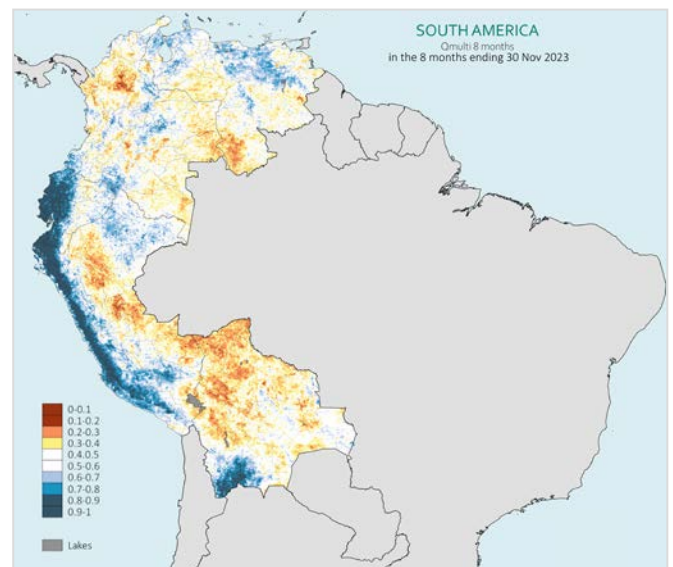 SOUTH AMERICA
Qmulti 8 months
in the 8 months ending 30 Nov 2023
0-0.1
0.1-0.2
0.2-0.3
0.3-0.4
0.4.0.5
0.5-0.6
0.6-0.7
0.7-0.8
0.8-0.9
0.9-1
Lakes